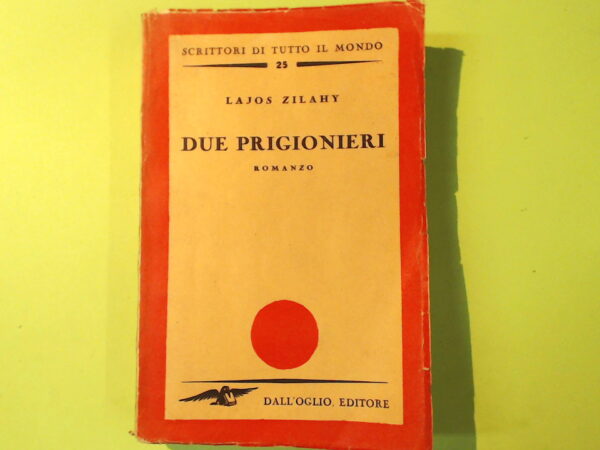 SCRITTORI DI TUTTO IL MONDO
25
LAJOS ZILAHY
DUE PRIGIONIERI
ROMANZO
DALL'OGLIO, EDITORE